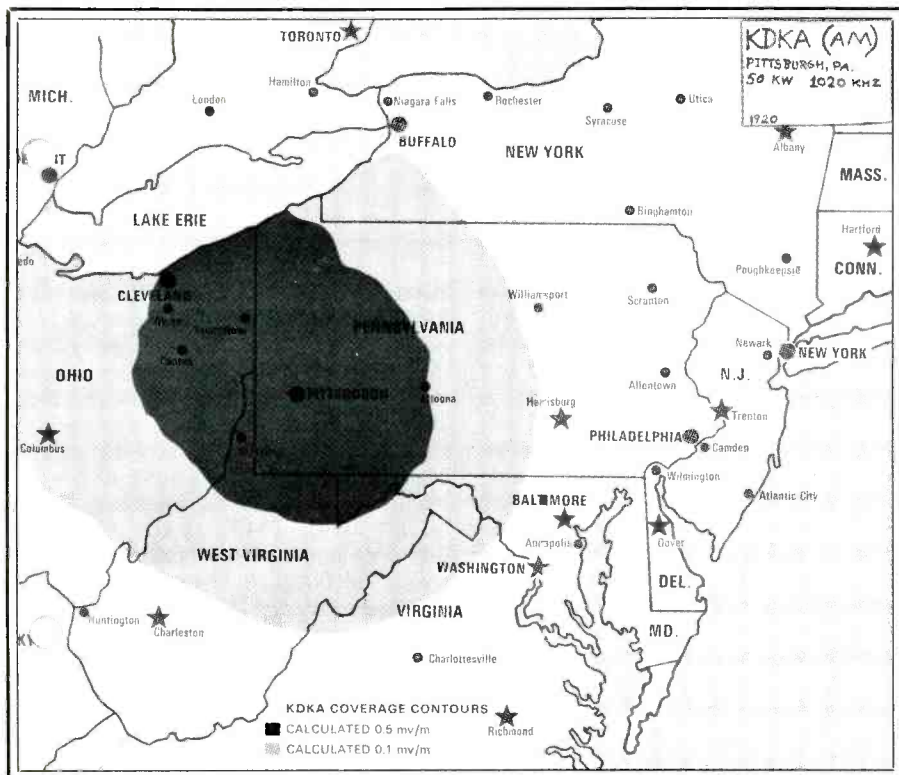 KDKA (AM)
PITTSBURGH, PA.
50 KW 1020 KHZ
1920
TORONTO
Hamilton
MICH.
London
Niagara Falls
Rochester
Utica
Syracuse
BUFFALO
Albany
NEW YORK
IT
MASS.
LAKE ERIE
Binghamton
Hartford
CONN.
Poughkeepsie
CLEVELAND
Williamsport
Scranton
PENNSYLVANIA
Newark
NEW YORK
Canton
OHIO
N.J.
Allentown
PITTSBURGH
Altoona
Harrisburg
Trenton
PHILADELPHIA
Camden
Columbus
Wilmington
BALTIMORE
Atlantic City
Annapolis
Dover
WEST VIRGINIA
WASHINGTON
DEL.
Huntington
Charleston
VIRGINIA
MD.
Charlottesville
KDKA COVERAGE CONTOURS
CALCULATED 0.5 mv/m
CALCULATED 0.1 mv/m
Richmond